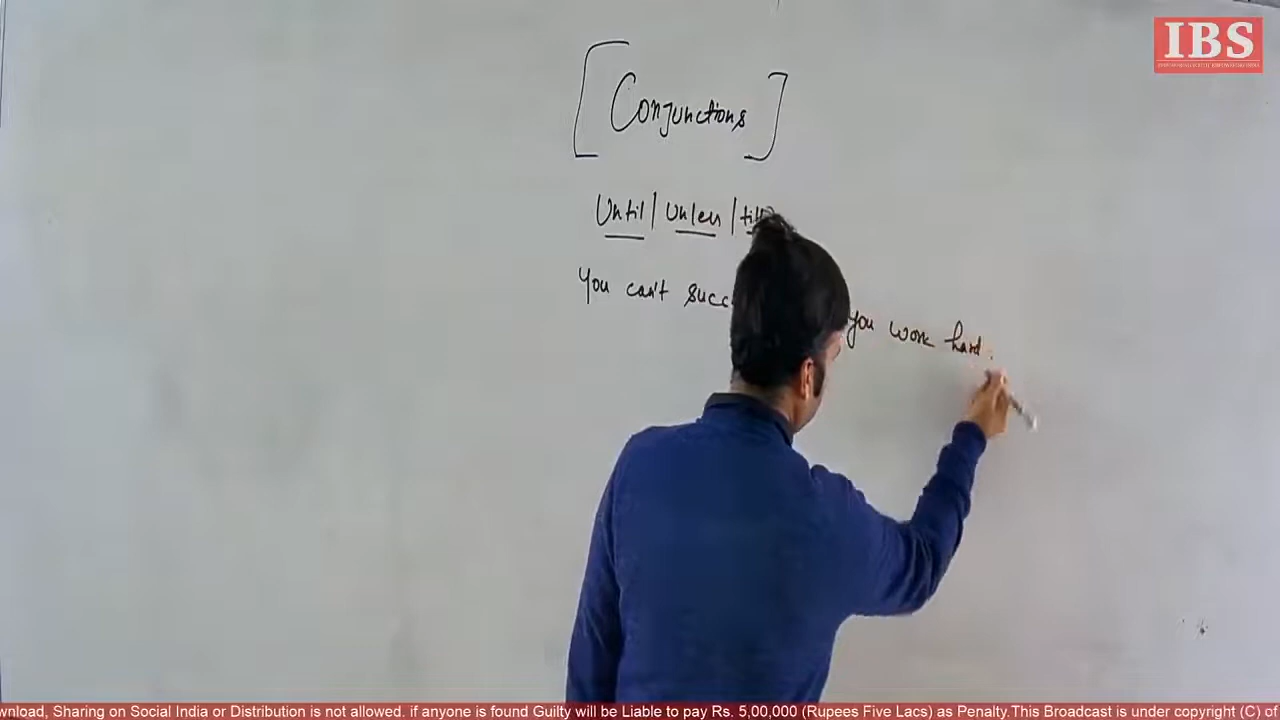 IBS
[Conjunctions]
Until | Unless | till
You can't succ you work hard.
wnload, Sharing on Social India or Distribution is not allowed. if anyone is found Guilty will be Liable to pay Rs. 5,00,000 (Rupees Five Lacs) as Penalty.This Broadcast is under copyright (C) of